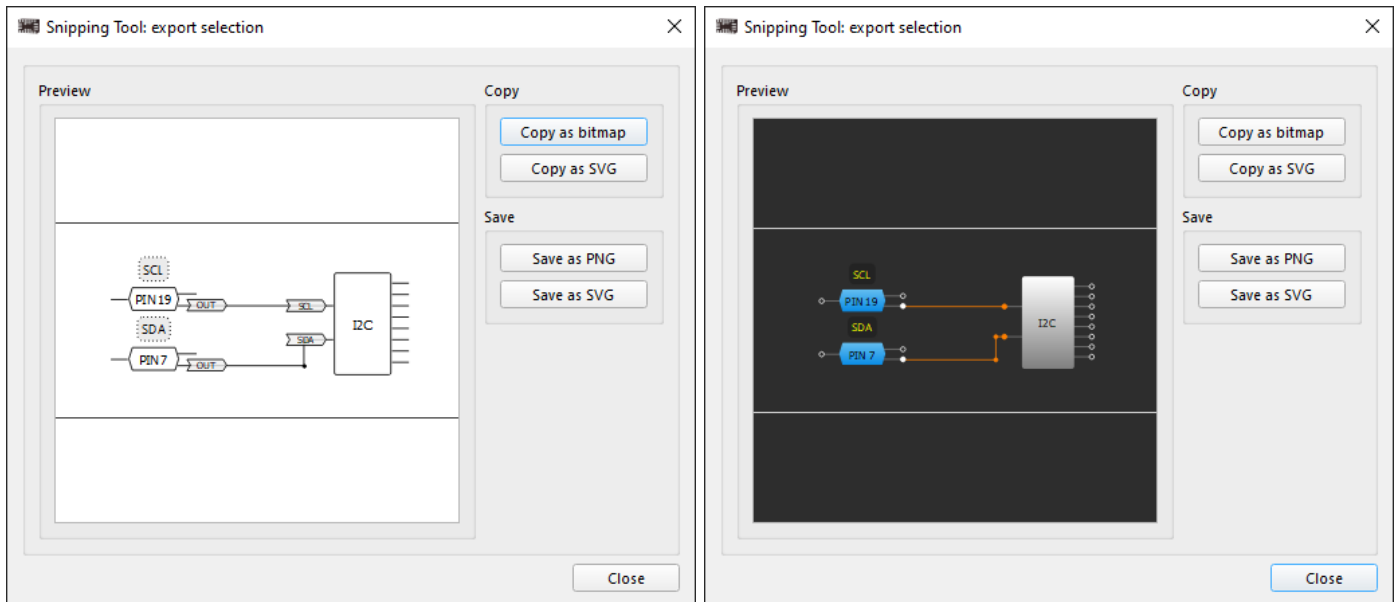 Snipping Tool: export selection
Preview
Copy
Copy as bitmap
Copy as SVG
Save
Save as PNG
Save as SVG
SCL
PIN 19
OUT
SCL
SDA
I2C
SDA
PIN 7
OUT
Close
Snipping Tool: export selection
Preview
Copy
Copy as bitmap
Copy as SVG
Save
Save as PNG
Save as SVG
SCL
PIN 19
SDA
I2C
PIN 7
Close